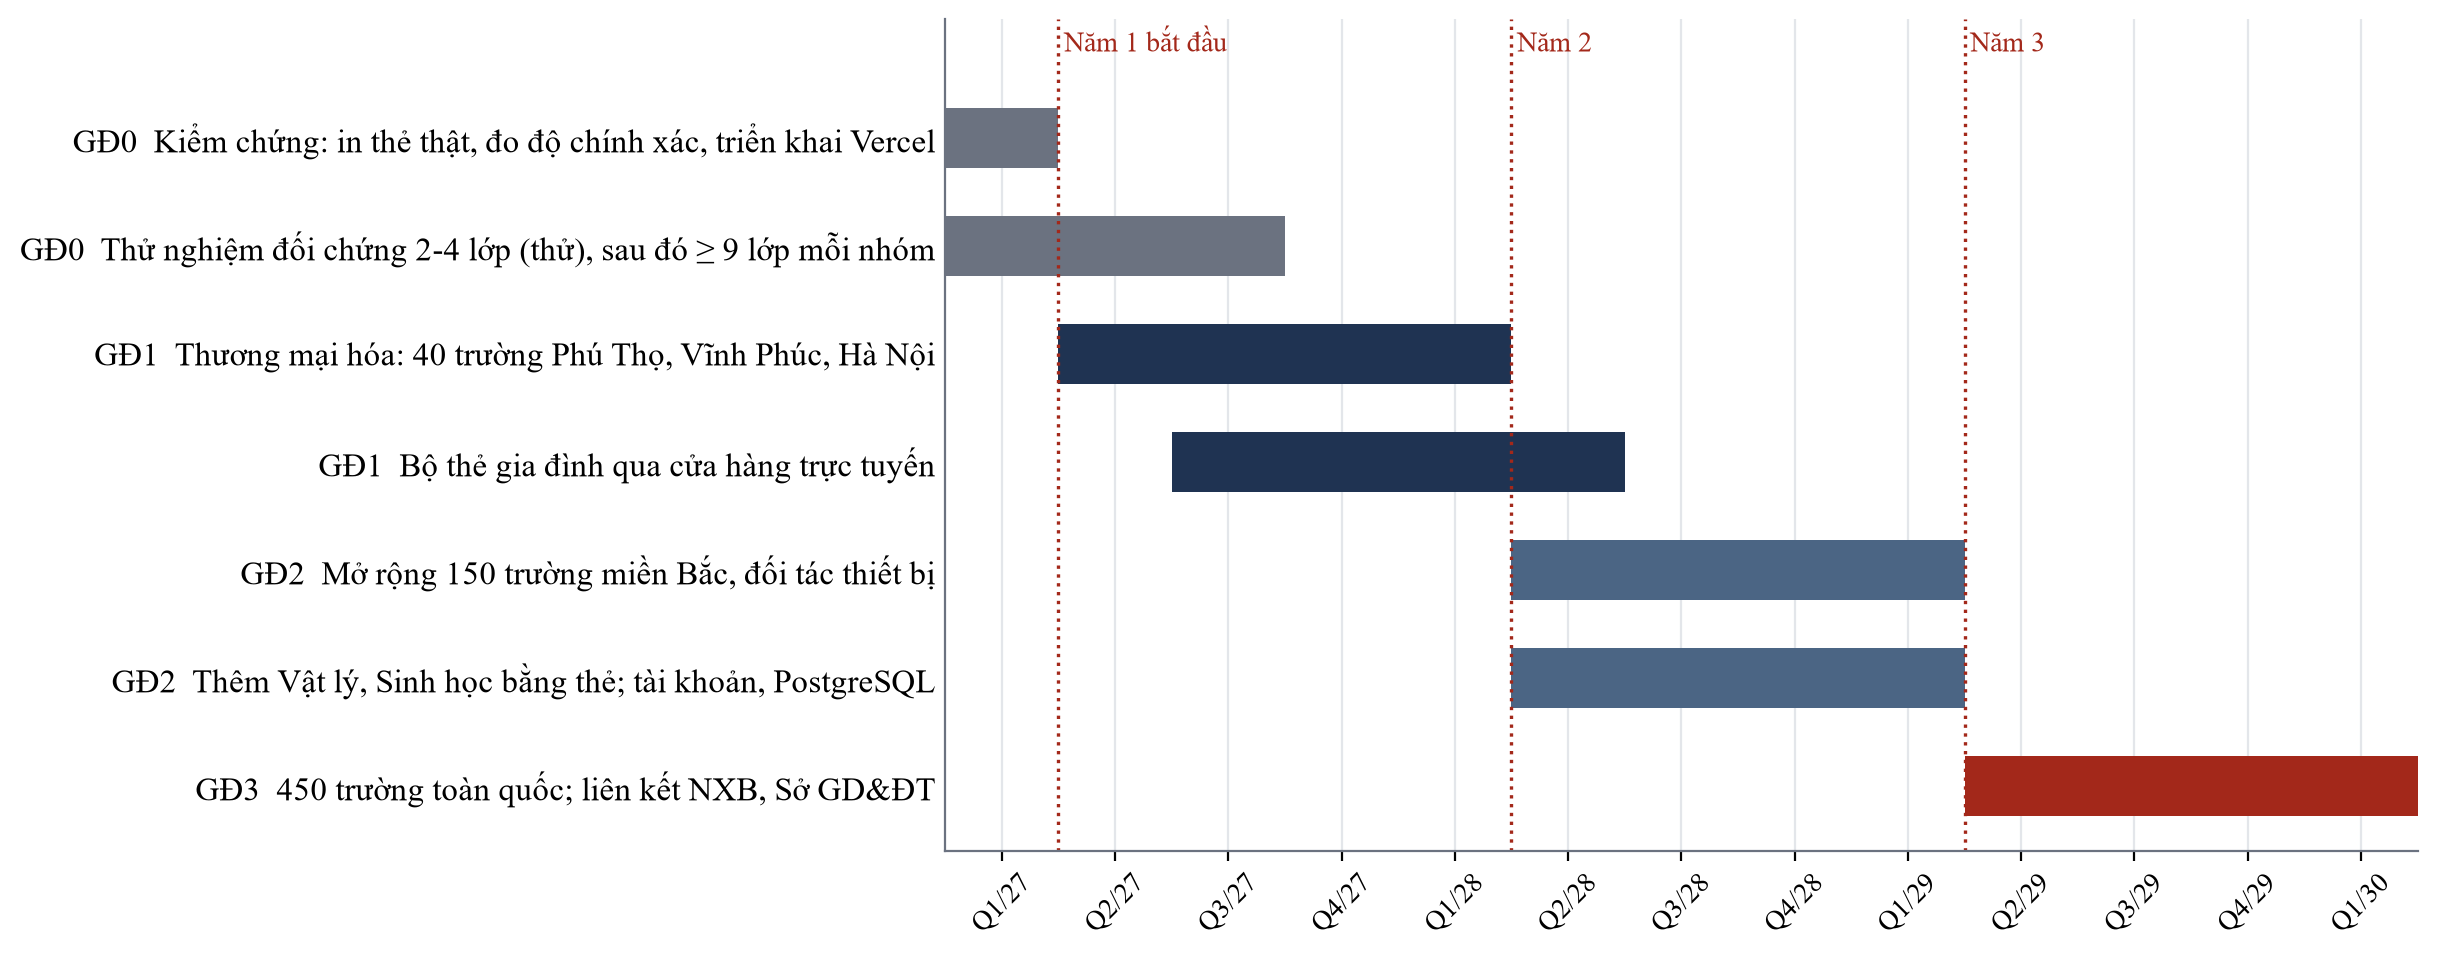 Năm 1 bắt đầu
Năm 2
Năm 3
GĐ0 Kiểm chứng: in thẻ thật, đo độ chính xác, triển khai Vercel
GĐ0 Thử nghiệm đối chứng 2-4 lớp (thử), sau đó ≥ 9 lớp mỗi nhóm
GĐ1 Thương mại hóa: 40 trường Phú Thọ, Vĩnh Phúc, Hà Nội
GĐ1 Bộ thẻ gia đình qua cửa hàng trực tuyến
GĐ2 Mở rộng 150 trường miền Bắc, đối tác thiết bị
GĐ2 Thêm Vật lý, Sinh học bằng thẻ; tài khoản, PostgreSQL
GĐ3 450 trường toàn quốc; liên kết NXB, Sở GD&ĐT
Q1/27
Q2/27
Q3/27
Q4/27
Q1/28
Q2/28
Q3/28
Q4/28
Q1/29
Q2/29
Q3/29
Q4/29
Q1/30